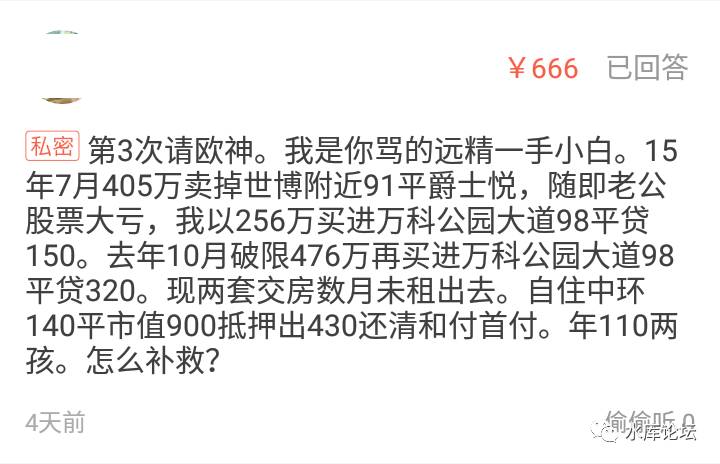 ￥666 已回答
私密 第3次请欧神。我是你骂的远精一手小白。15
年7月405万卖掉世博附近91平爵士悦，随即老公
股票大亏，我以256万买进万科公园大道98平贷
150。去年10月破限476万再买进万科公园大道98
平贷320。现两套交房数月未租出去。自住中环
140平市值900抵押出430还清和付首付。年110两
孩。怎么补救？
4天前 偷偷听 0
水库论坛